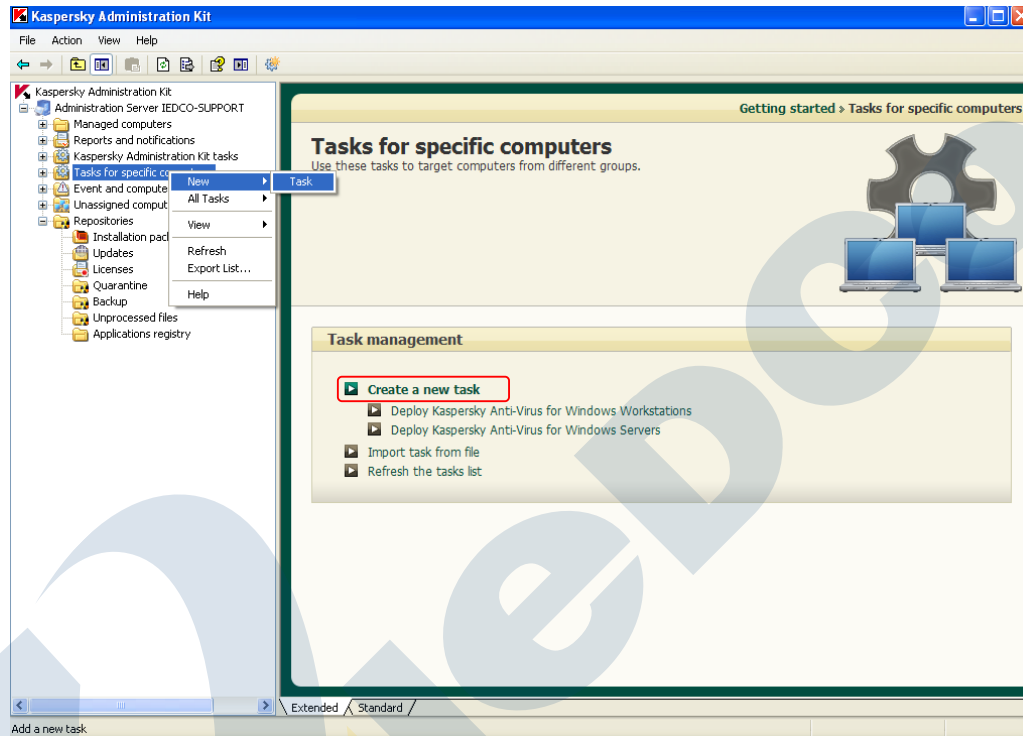 Kaspersky Administration Kit
File Action View Help
Kaspersky Administration Kit
Administration Server IEDCO-SUPPORT
Managed computers
Reports and notifications
Kaspersky Administration Kit tasks
Tasks for specific
Event and compute
Unassigned comput
Repositories
Installation pac
Updates
Licenses
Quarantine
Backup
Unprocessed files
Applications registry
New
Task
All Tasks
View
Refresh
Export List...
Help
Getting started » Tasks for specific computers
Tasks for specific computers
Use these tasks to target computers from different groups.
Task management
Create a new task
Deploy Kaspersky Anti-Virus for Windows Workstations
Deploy Kaspersky Anti-Virus for Windows Servers
Import task from file
Refresh the tasks list
Extended Standard
Add a new task